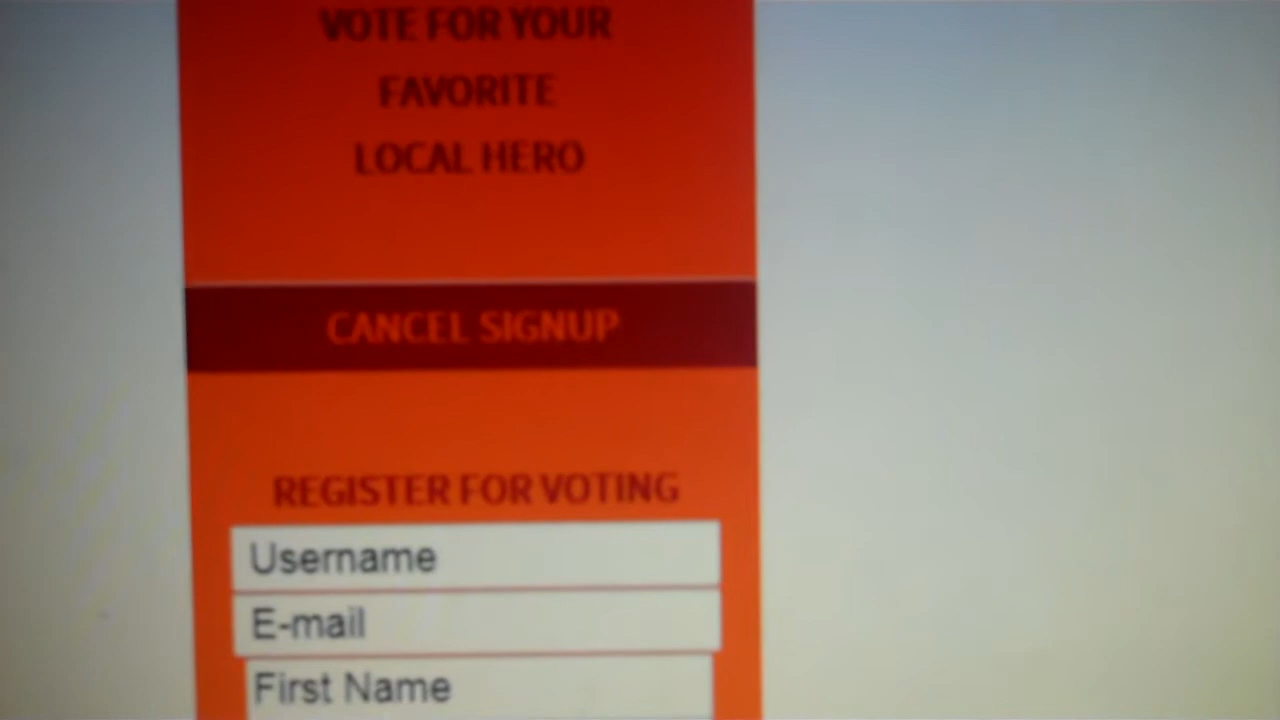 VOTE FOR YOUR
FAVORITE
LOCAL HERO
CANCEL SIGNUP
REGISTER FOR VOTING
Username
E-mail
First Name